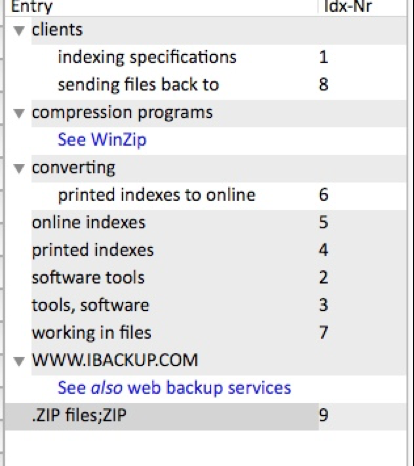 Entry Idx-Nr
clients
indexing specifications 1
sending files back to 8
compression programs
See WinZip
converting
printed indexes to online 6
online indexes 5
printed indexes 4
software tools 2
tools, software 3
working in files 7
WWW.IBACKUP.COM
See also web backup services
.ZIP files;ZIP 9